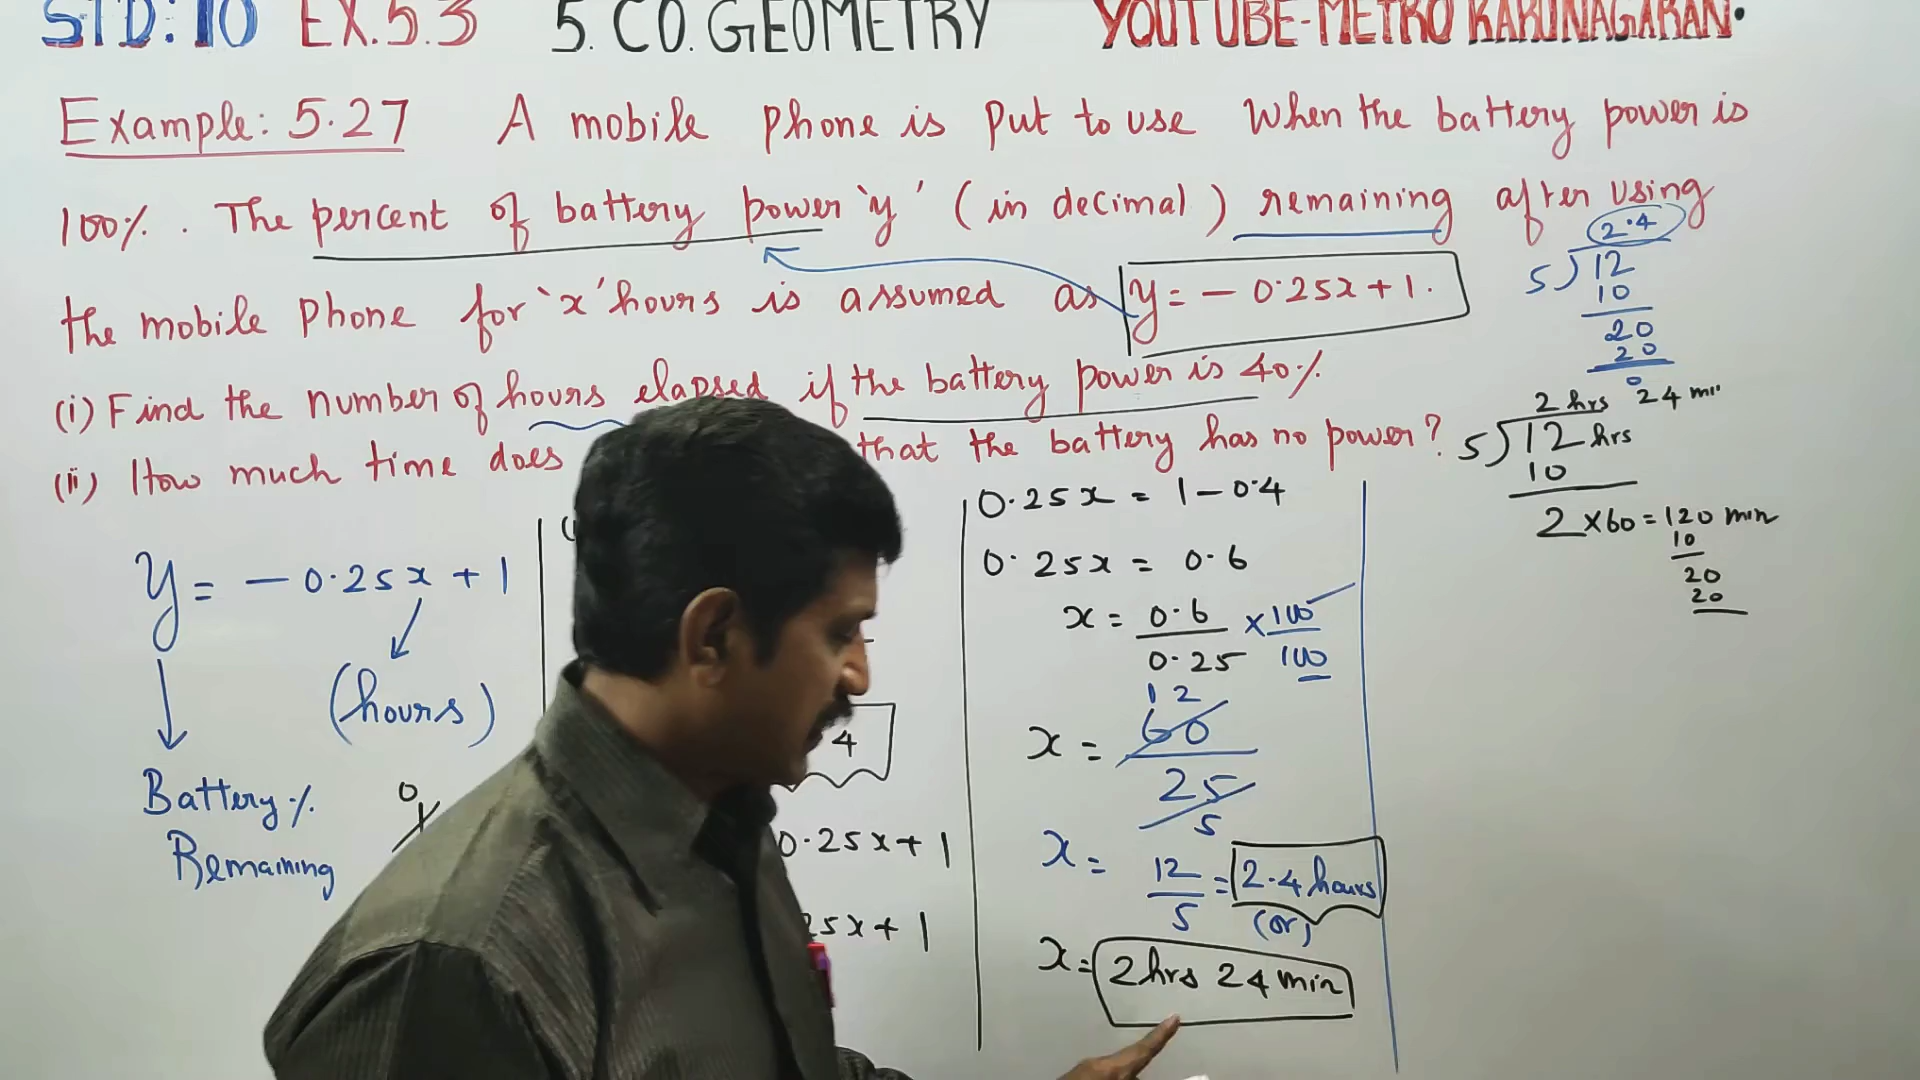 STD: 10 EX.5.3 5. CO. GEOMETRY YOUTUBE-METRO KARUNAGARAN.
Example: 5.27 A mobile phone is put to use when the battery power is
100%. The percent of battery power 'y' (in decimal) remaining after using
the mobile phone for 'x' hours is assumed as y = - 0.25x + 1.
(i) Find the number of hours elapsed if the battery power is 40%
(ii) How much time does that the battery has no power?
y = - 0.25x + 1
(hours)
Battery %
Remaining
0
4
0.25x + 1
25x + 1
0.25x = 1 - 0.4
0.25x = 0.6
x = 0.6 / 0.25 × 100 / 100
12
x = 60 / 25
5
x = 12 / 5 = 2.4 hours
(or)
x = 2 hrs 24 min
2.4
5) 12
10
20
20
0
2 hrs 24 min
5) 12 hrs
10
2 × 60 = 120 min
10
20
20